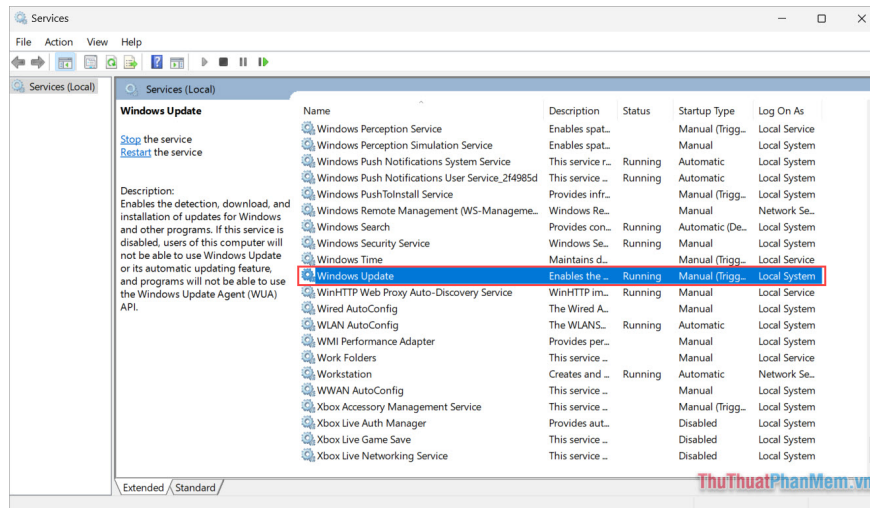 Services
File Action View Help
Services (Local)
Services (Local)
Windows Update
Stop the service
Restart the service
Description:
Enables the detection, download, and
installation of updates for Windows
and other programs. If this service is
disabled, users of this computer will
not be able to use Windows Update
or its automatic updating feature,
and programs will not be able to use
the Windows Update Agent (WUA)
API.
Name Description Status Startup Type Log On As
Windows Perception Service Enables spat... Manual (Trigg... Local Service
Windows Perception Simulation Service Enables spat... Manual Local System
Windows Push Notifications System Service This service r... Running Automatic Local System
Windows Push Notifications User Service_2f4985d This service ... Running Automatic Local System
Windows PushToInstall Service Provides infr... Manual (Trigg... Local System
Windows Remote Management (WS-Manageme... Windows Re... Manual Network Se...
Windows Search Provides con... Running Automatic (De... Local System
Windows Security Service Windows Se... Running Manual Local System
Windows Time Maintains d... Manual (Trigg... Local Service
Windows Update Enables the ... Running Manual (Trigg... Local System
WinHTTP Web Proxy Auto-Discovery Service WinHTTP im... Running Manual Local Service
Wired AutoConfig The Wired A... Manual Local System
WLAN AutoConfig The WLANS... Running Automatic Local System
WMI Performance Adapter Provides per... Manual Local System
Work Folders This service ... Manual Local Service
Workstation Creates and ... Running Automatic Network Se...
WWAN AutoConfig This service ... Manual Local System
Xbox Accessory Management Service This service ... Manual (Trigg... Local System
Xbox Live Auth Manager Provides aut... Disabled Local System
Xbox Live Game Save This service ... Disabled Local System
Xbox Live Networking Service This service ... Disabled Local System
Extended Standard
ThuThuatPhanMem.vn